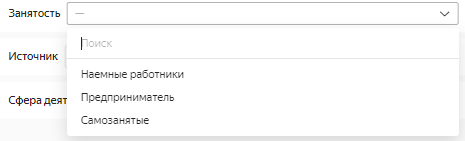 Занятость —
Поиск
Источник
Наемные работники
Предприниматель
Сфера деят
Самозанятые